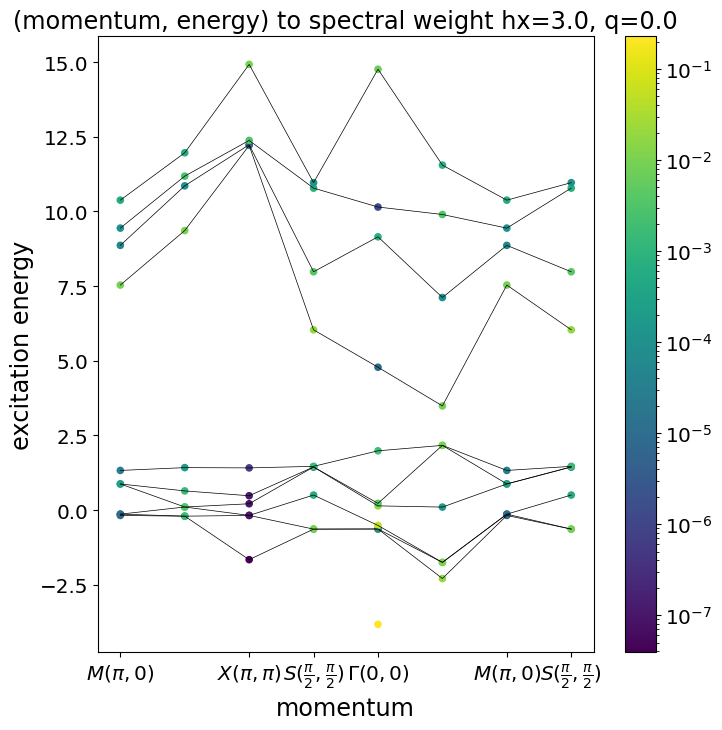 (momentum, energy) to spectral weight hx=3.0, q=0.0
excitation energy
15.0
12.5
10.0
7.5
5.0
2.5
0.0
−2.5
M(π, 0)
X(π, π)
S(π/2, π/2)
Γ(0, 0)
M(π, 0)
S(π/2, π/2)
momentum
10⁻¹
10⁻²
10⁻³
10⁻⁴
10⁻⁵
10⁻⁶
10⁻⁷